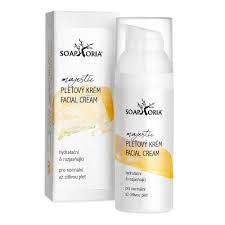 SOAPHORIA®
majestic
PLEŤOVÝ KRÉM
FACIAL CREAM
hydratační
& rozjasňující
pro normální
až citlivou pleť
SOAPHORIA®
majestic
PLEŤOVÝ KRÉM
FACIAL CREAM
hydratační
& rozjasňující
pro normální
až citlivou pleť